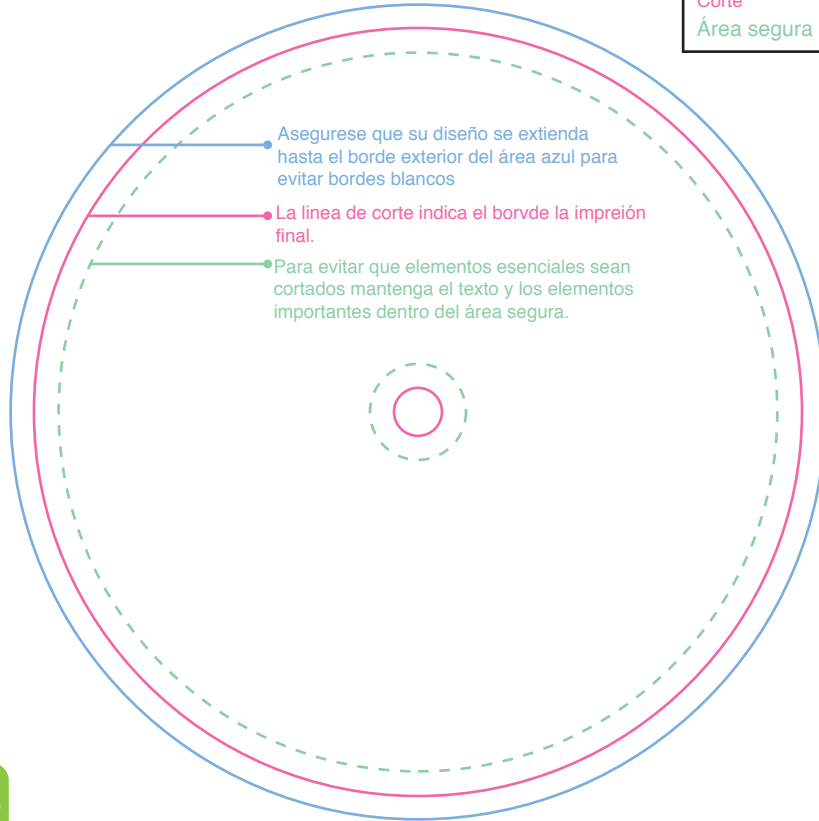 Corte
Área segura
Asegurese que su diseño se extienda
hasta el borde exterior del área azul para
evitar bordes blancos
La linea de corte indica el borvde la impreión
final.
Para evitar que elementos esenciales sean
cortados mantenga el texto y los elementos
importantes dentro del área segura.